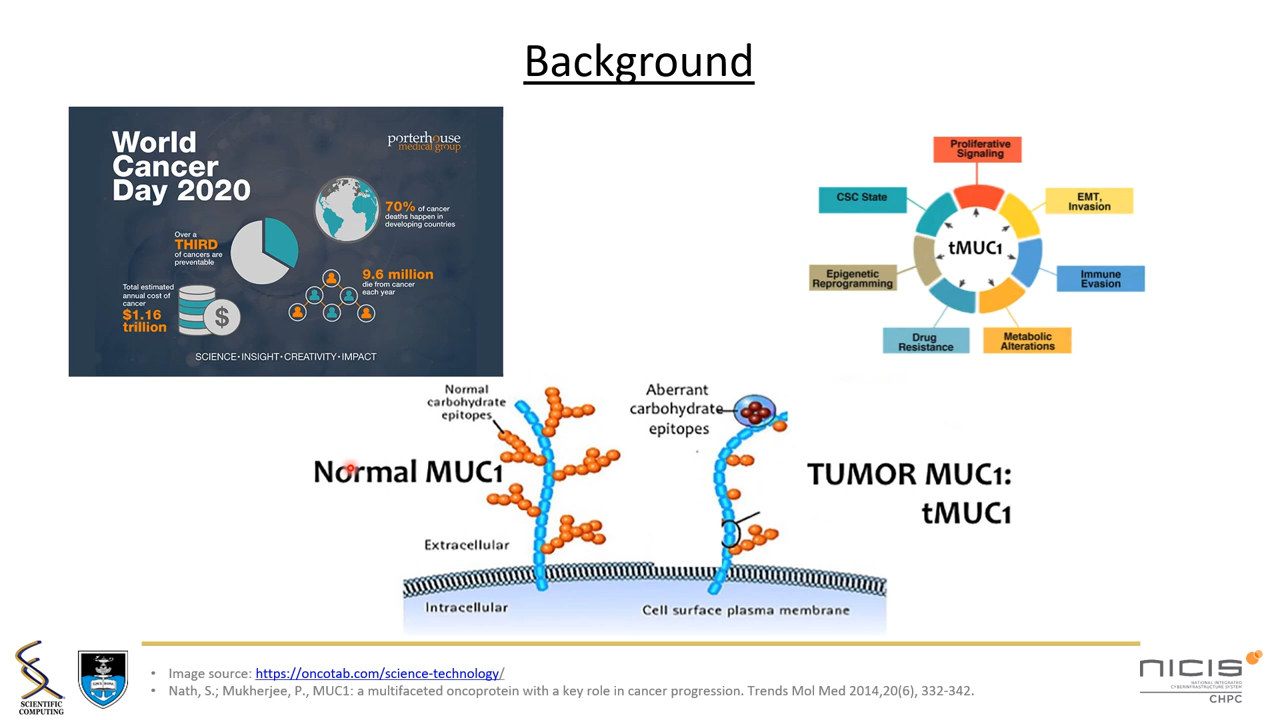 Background
World
Cancer
Day 2020
porterhouse
medical group
70% of cancer
deaths happen in
developing countries
Over a
THIRD
of cancers are
preventable
9.6 million
die from cancer
each year
Total estimated
annual cost of
cancer
$1.16
trillion
$
SCIENCE•INSIGHT•CREATIVITY•IMPACT
Proliferative
Signaling
CSC State
EMT,
Invasion
tMUC1
Epigenetic
Reprogramming
Immune
Evasion
Drug
Resistance
Metabolic
Alterations
Normal
carbohydrate
epitopes
Aberrant
carbohydrate
epitopes
Normal MUC1
TUMOR MUC1:
tMUC1
Extracellular
Intracellular
Cell surface plasma membrane
• Image source: https://oncotab.com/science-technology/
• Nath, S.; Mukherjee, P., MUC1: a multifaceted oncoprotein with a key role in cancer progression. Trends Mol Med 2014,20(6), 332-342.
SCIENTIFIC
COMPUTING
NICIS
NATIONAL INTEGRATED
CYBERINFRASTRUCTURE SYSTEM
CHPC